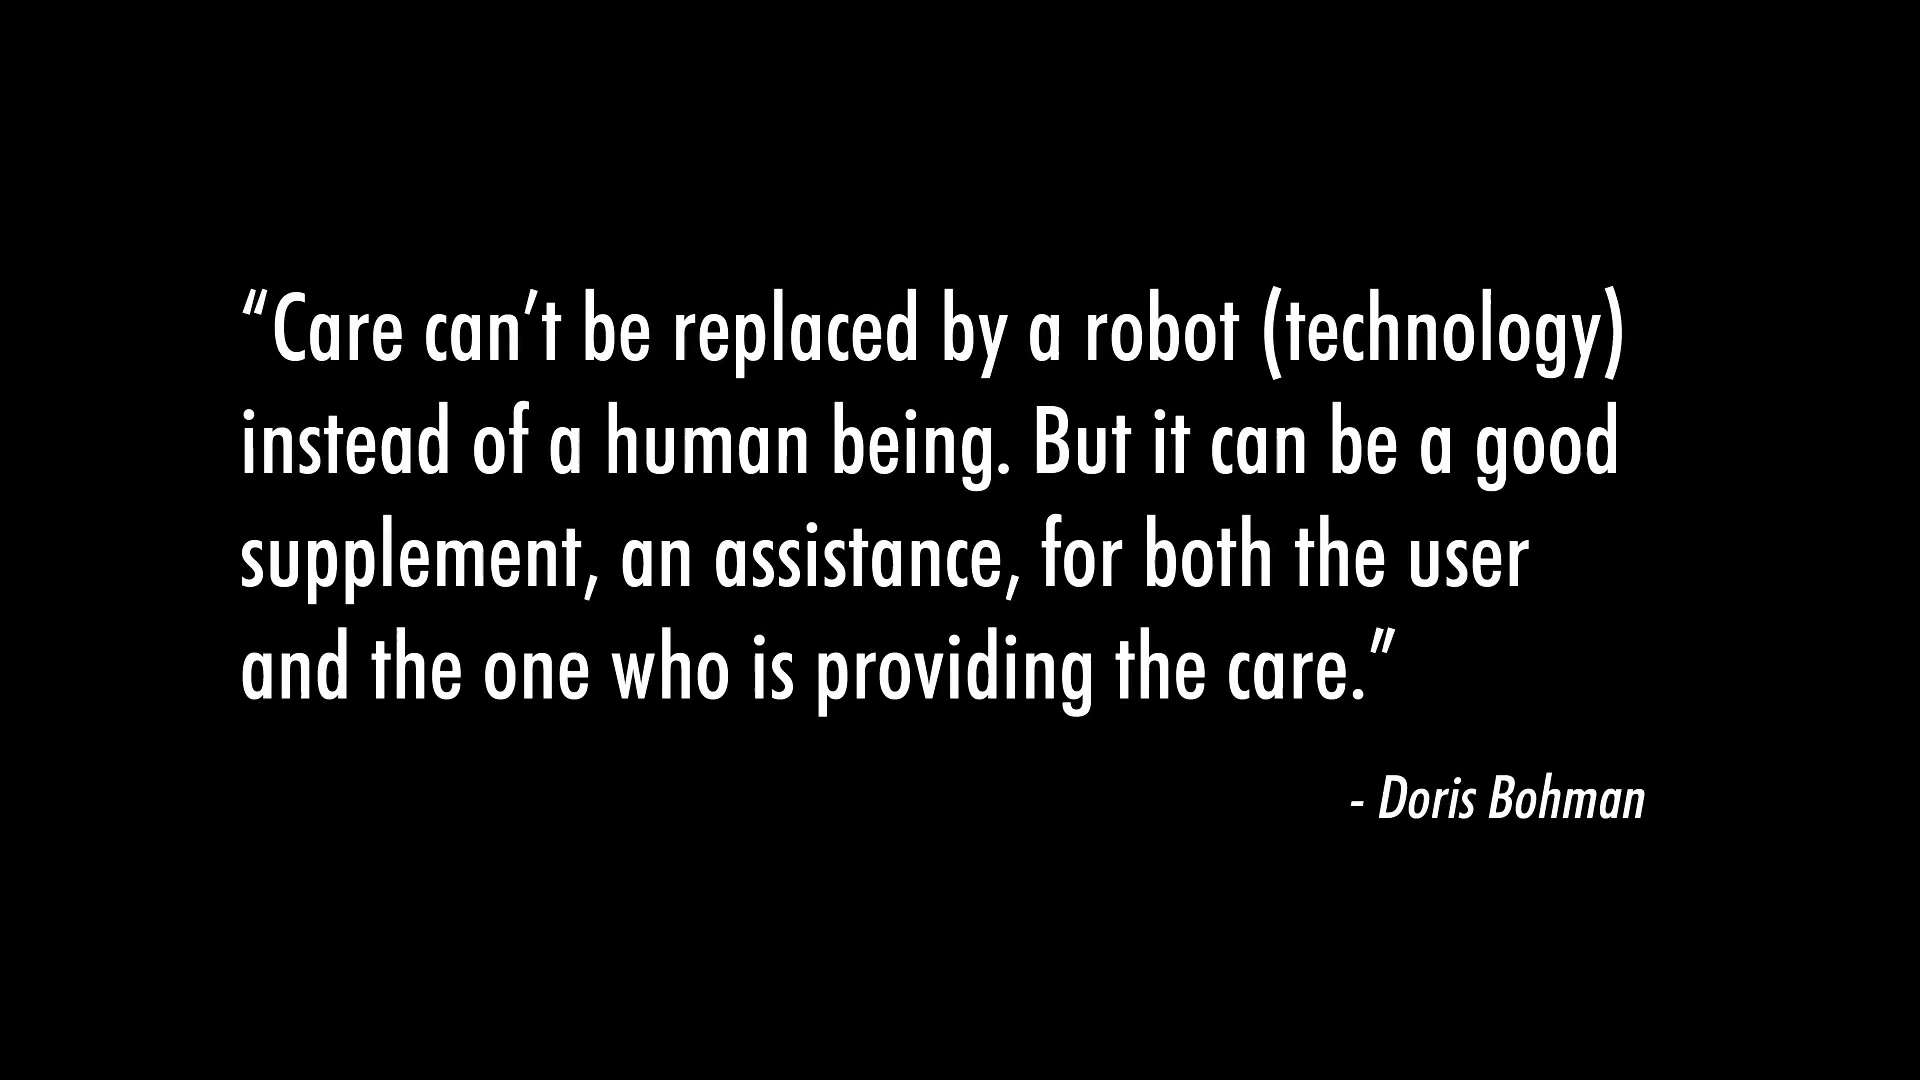 “Care can’t be replaced by a robot (technology)
instead of a human being. But it can be a good
supplement, an assistance, for both the user
and the one who is providing the care.”
- Doris Bohman